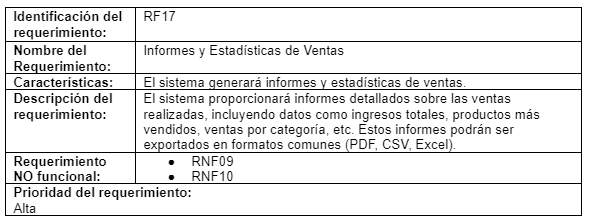 Identificación del RF17
requerimiento:
Nombre del Informes y Estadísticas de Ventas
Requerimiento:
Características: El sistema generará informes y estadísticas de ventas.
Descripción del El sistema proporcionará informes detallados sobre las ventas
requerimiento: realizadas, incluyendo datos como ingresos totales, productos más
vendidos, ventas por categoría, etc. Estos informes podrán ser
exportados en formatos comunes (PDF, CSV, Excel).
Requerimiento ● RNF09
NO funcional: ● RNF10
Prioridad del requerimiento:
Alta